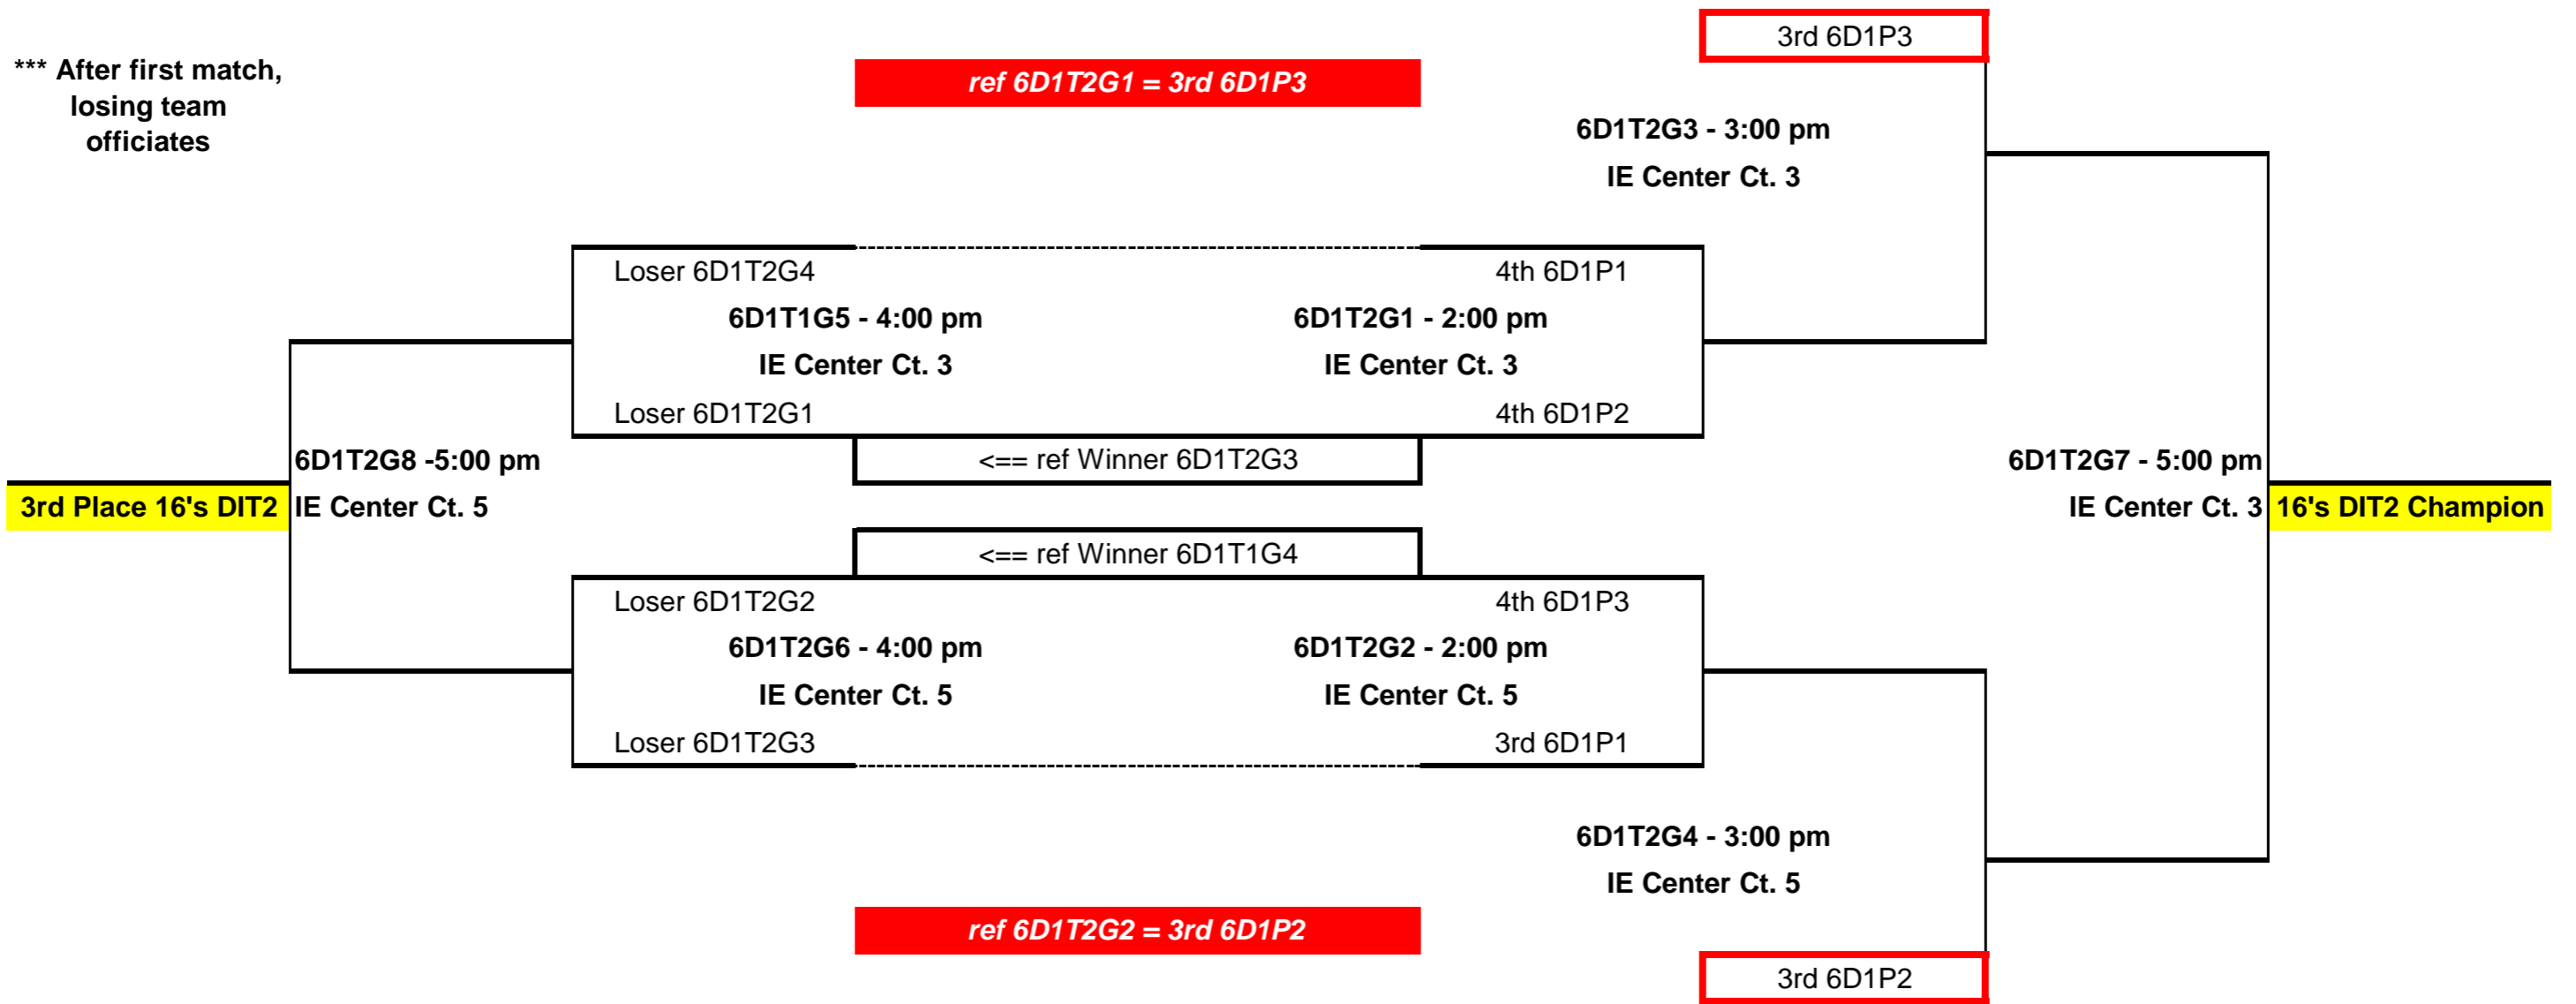 3rd 6D1P3
*** After first match,
losing team
officiates
ref 6D1T2G1 = 3rd 6D1P3
6D1T2G3 - 3:00 pm
IE Center Ct. 3
Loser 6D1T2G4
4th 6D1P1
6D1T1G5 - 4:00 pm
6D1T2G1 - 2:00 pm
IE Center Ct. 3
IE Center Ct. 3
Loser 6D1T2G1
4th 6D1P2
6D1T2G8 -5:00 pm
<== ref Winner 6D1T2G3
6D1T2G7 - 5:00 pm
3rd Place 16's DIT2
IE Center Ct. 5
IE Center Ct. 3
16's DIT2 Champion
<== ref Winner 6D1T1G4
Loser 6D1T2G2
4th 6D1P3
6D1T2G6 - 4:00 pm
6D1T2G2 - 2:00 pm
IE Center Ct. 5
IE Center Ct. 5
Loser 6D1T2G3
3rd 6D1P1
6D1T2G4 - 3:00 pm
IE Center Ct. 5
ref 6D1T2G2 = 3rd 6D1P2
3rd 6D1P2